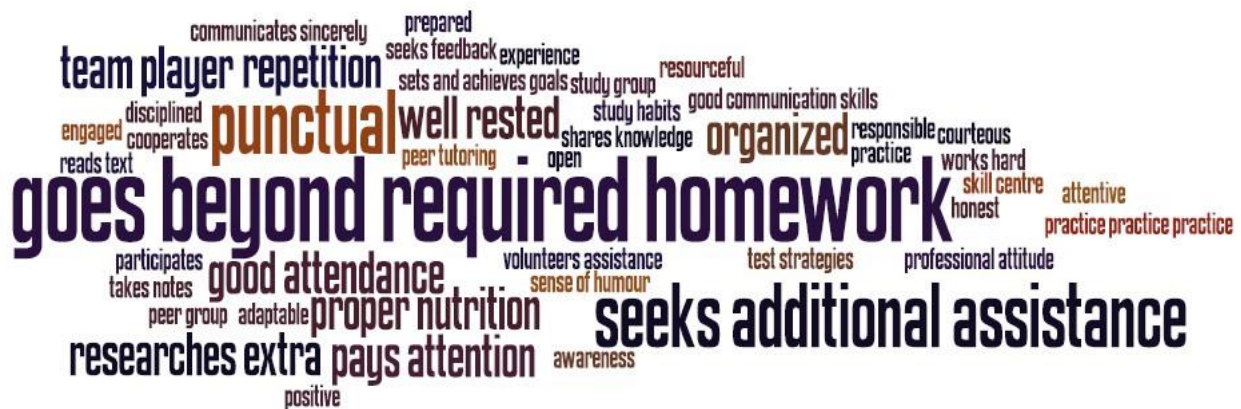 communicates sincerely
prepared
seeks feedback
experience
team player
repetition
sets and achieves goals
study group
resourceful
disciplined
punctual
well rested
study habits
good communication skills
engaged
cooperates
shares knowledge
organized
responsible
courteous
reads text
peer tutoring
open
practice
works hard
goes beyond required homework
skill centre
attentive
honest
practice practice practice
participates
good attendance
volunteers assistance
test strategies
professional attitude
takes notes
sense of humour
peer group
adaptable
proper nutrition
seeks additional assistance
researches extra
pays attention
awareness
positive